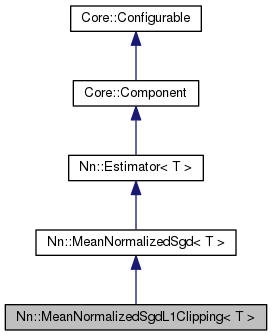 Core::Configurable
Core::Component
Nn::Estimator< T >
Nn::MeanNormalizedSgd< T >
Nn::MeanNormalizedSgdL1Clipping< T >